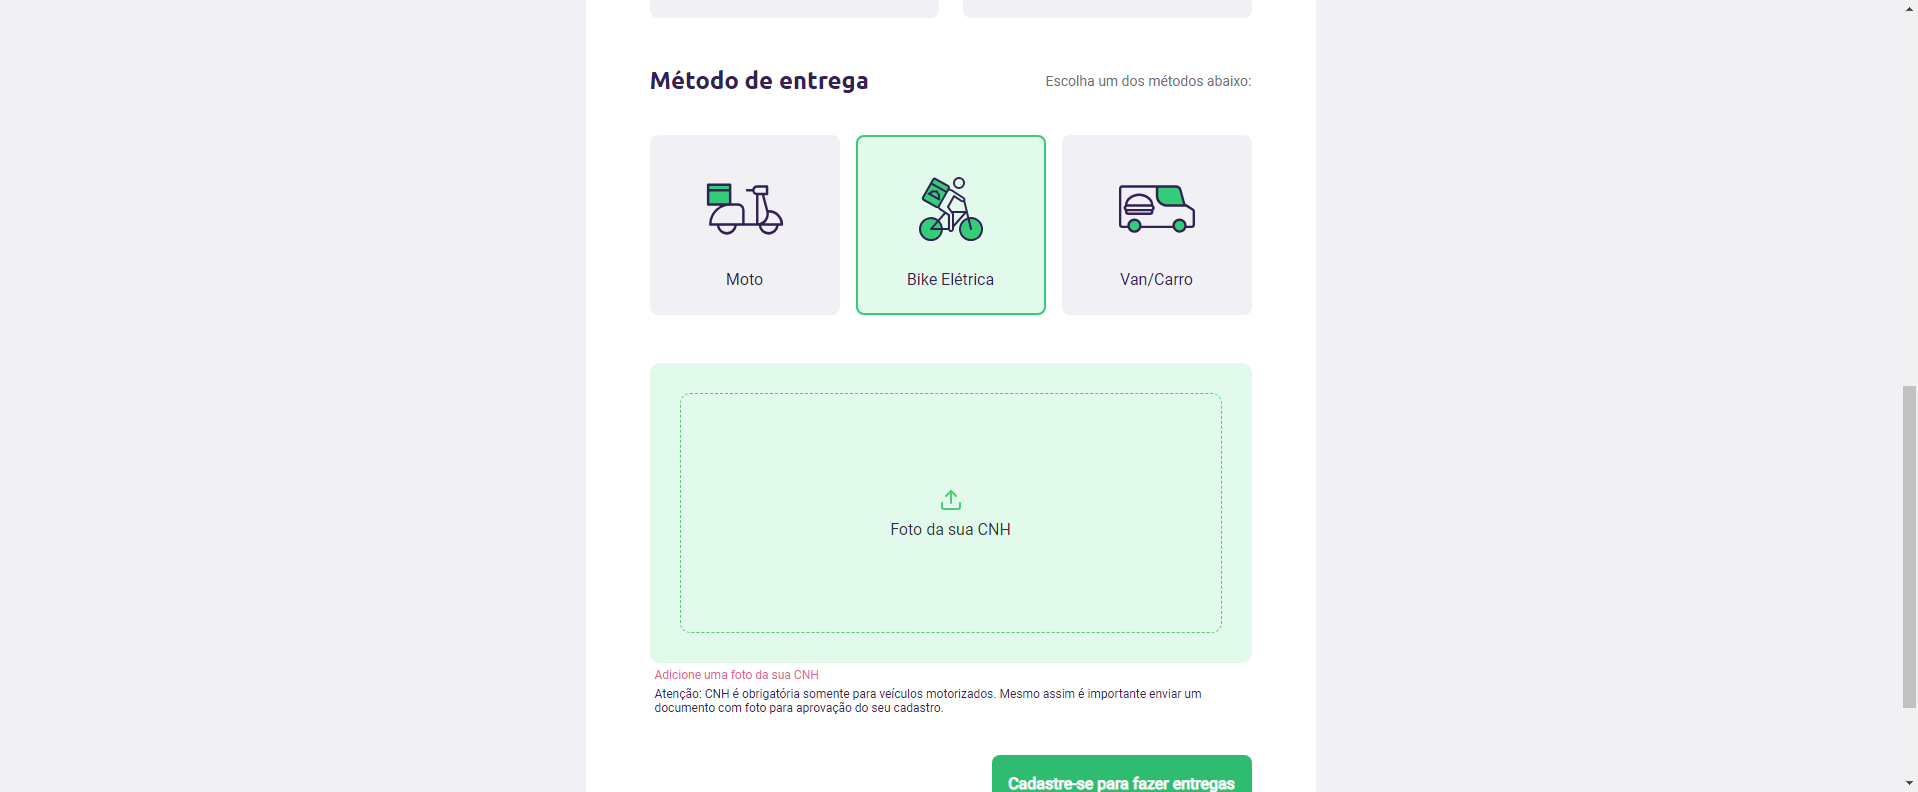 Método de entrega
Escolha um dos métodos abaixo:
Moto
Bike Elétrica
Van/Carro
Foto da sua CNH
Adicione uma foto da sua CNH
Atenção: CNH é obrigatória somente para veículos motorizados. Mesmo assim é importante enviar um
documento com foto para aprovação do seu cadastro.
Cadastre-se para fazer entregas